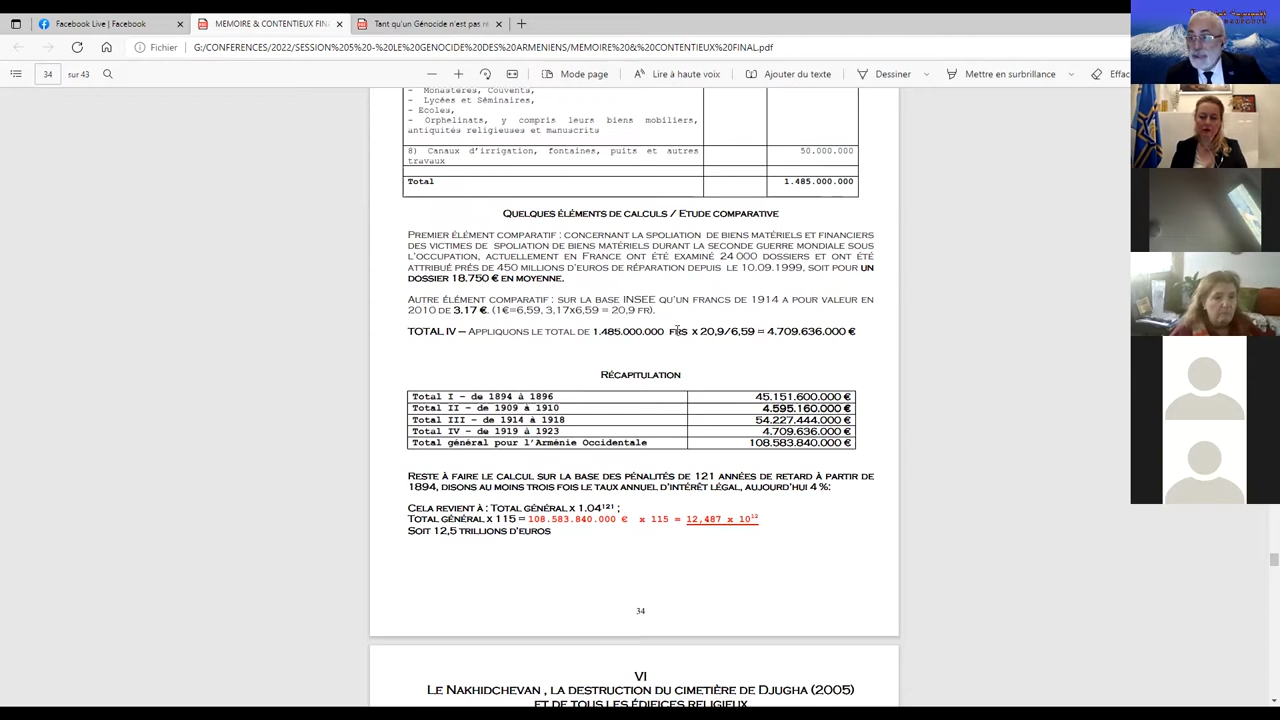 Facebook Live | Facebook
MEMOIRE & CONTENTIEUX FIN
Tant qu'un Génocide n'est pas r
Fichier
G:/CONFERENCES/2022/SESSION%205%20-%20LE%20GENOCIDE%20DES%20ARMENIENS/MEMOIRE%20&%20CONTENTIEUX%20FINAL.pdf
34 sur 43
Mode page
Lire à haute voix
Ajouter du texte
Dessiner
Mettre en surbrillance
Effac
- Monastères, Couvents,
- Lycées et Séminaires,
- Ecoles,
- Orphelinats, y compris leurs biens mobiliers,
antiquités religieuses et manuscrits
8) Canaux d'irrigation, fontaines, puits et autres 50.000.000
travaux
Total 1.485.000.000
QUELQUES ÉLÉMENTS DE CALCULS / ETUDE COMPARATIVE
PREMIER ÉLÉMENT COMPARATIF : CONCERNANT LA SPOLIATION DE BIENS MATÉRIELS ET FINANCIERS
DES VICTIMES DE SPOLIATION DE BIENS MATÉRIELS DURANT LA SECONDE GUERRE MONDIALE SOUS
L'OCCUPATION, ACTUELLEMENT EN FRANCE ONT ÉTÉ EXAMINÉ 24 000 DOSSIERS ET ONT ÉTÉ
ATTRIBUÉ PRÉS DE 450 MILLIONS D'EUROS DE RÉPARATION DEPUIS LE 10.09.1999, SOIT POUR UN
DOSSIER 18.750 € EN MOYENNE.
AUTRE ÉLÉMENT COMPARATIF : SUR LA BASE INSEE QU'UN FRANCS DE 1914 A POUR VALEUR EN
2010 DE 3.17 €. (1€=6,59, 3,17x6,59 = 20,9 FR).
TOTAL IV – APPLIQUONS LE TOTAL DE 1.485.000.000 FRS X 20,9/6,59 = 4.709.636.000 €
RÉCAPITULATION
Total I – de 1894 à 1896 45.151.600.000 €
Total II – de 1909 à 1910 4.595.160.000 €
Total III – de 1914 à 1918 54.227.444.000 €
Total IV – de 1919 à 1923 4.709.636.000 €
Total général pour l'Arménie Occidentale 108.583.840.000 €
RESTE À FAIRE LE CALCUL SUR LA BASE DES PÉNALITÉS DE 121 ANNÉES DE RETARD À PARTIR DE
1894, DISONS AU MOINS TROIS FOIS LE TAUX ANNUEL D'INTÉRÊT LÉGAL, AUJOURD'HUI 4 %:
CELA REVIENT À : TOTAL GÉNÉRAL X 1.04¹²¹ ;
TOTAL GÉNÉRAL X 115 = 108.583.840.000 € x 115 = 12,487 x 10¹²
SOIT 12,5 TRILLIONS D'EUROS
34
VI
LE NAKHIDCHEVAN , LA DESTRUCTION DU CIMETIÈRE DE DJUGHA (2005)
ET DE TOUS LES ÉDIFICES RELIGIEUX